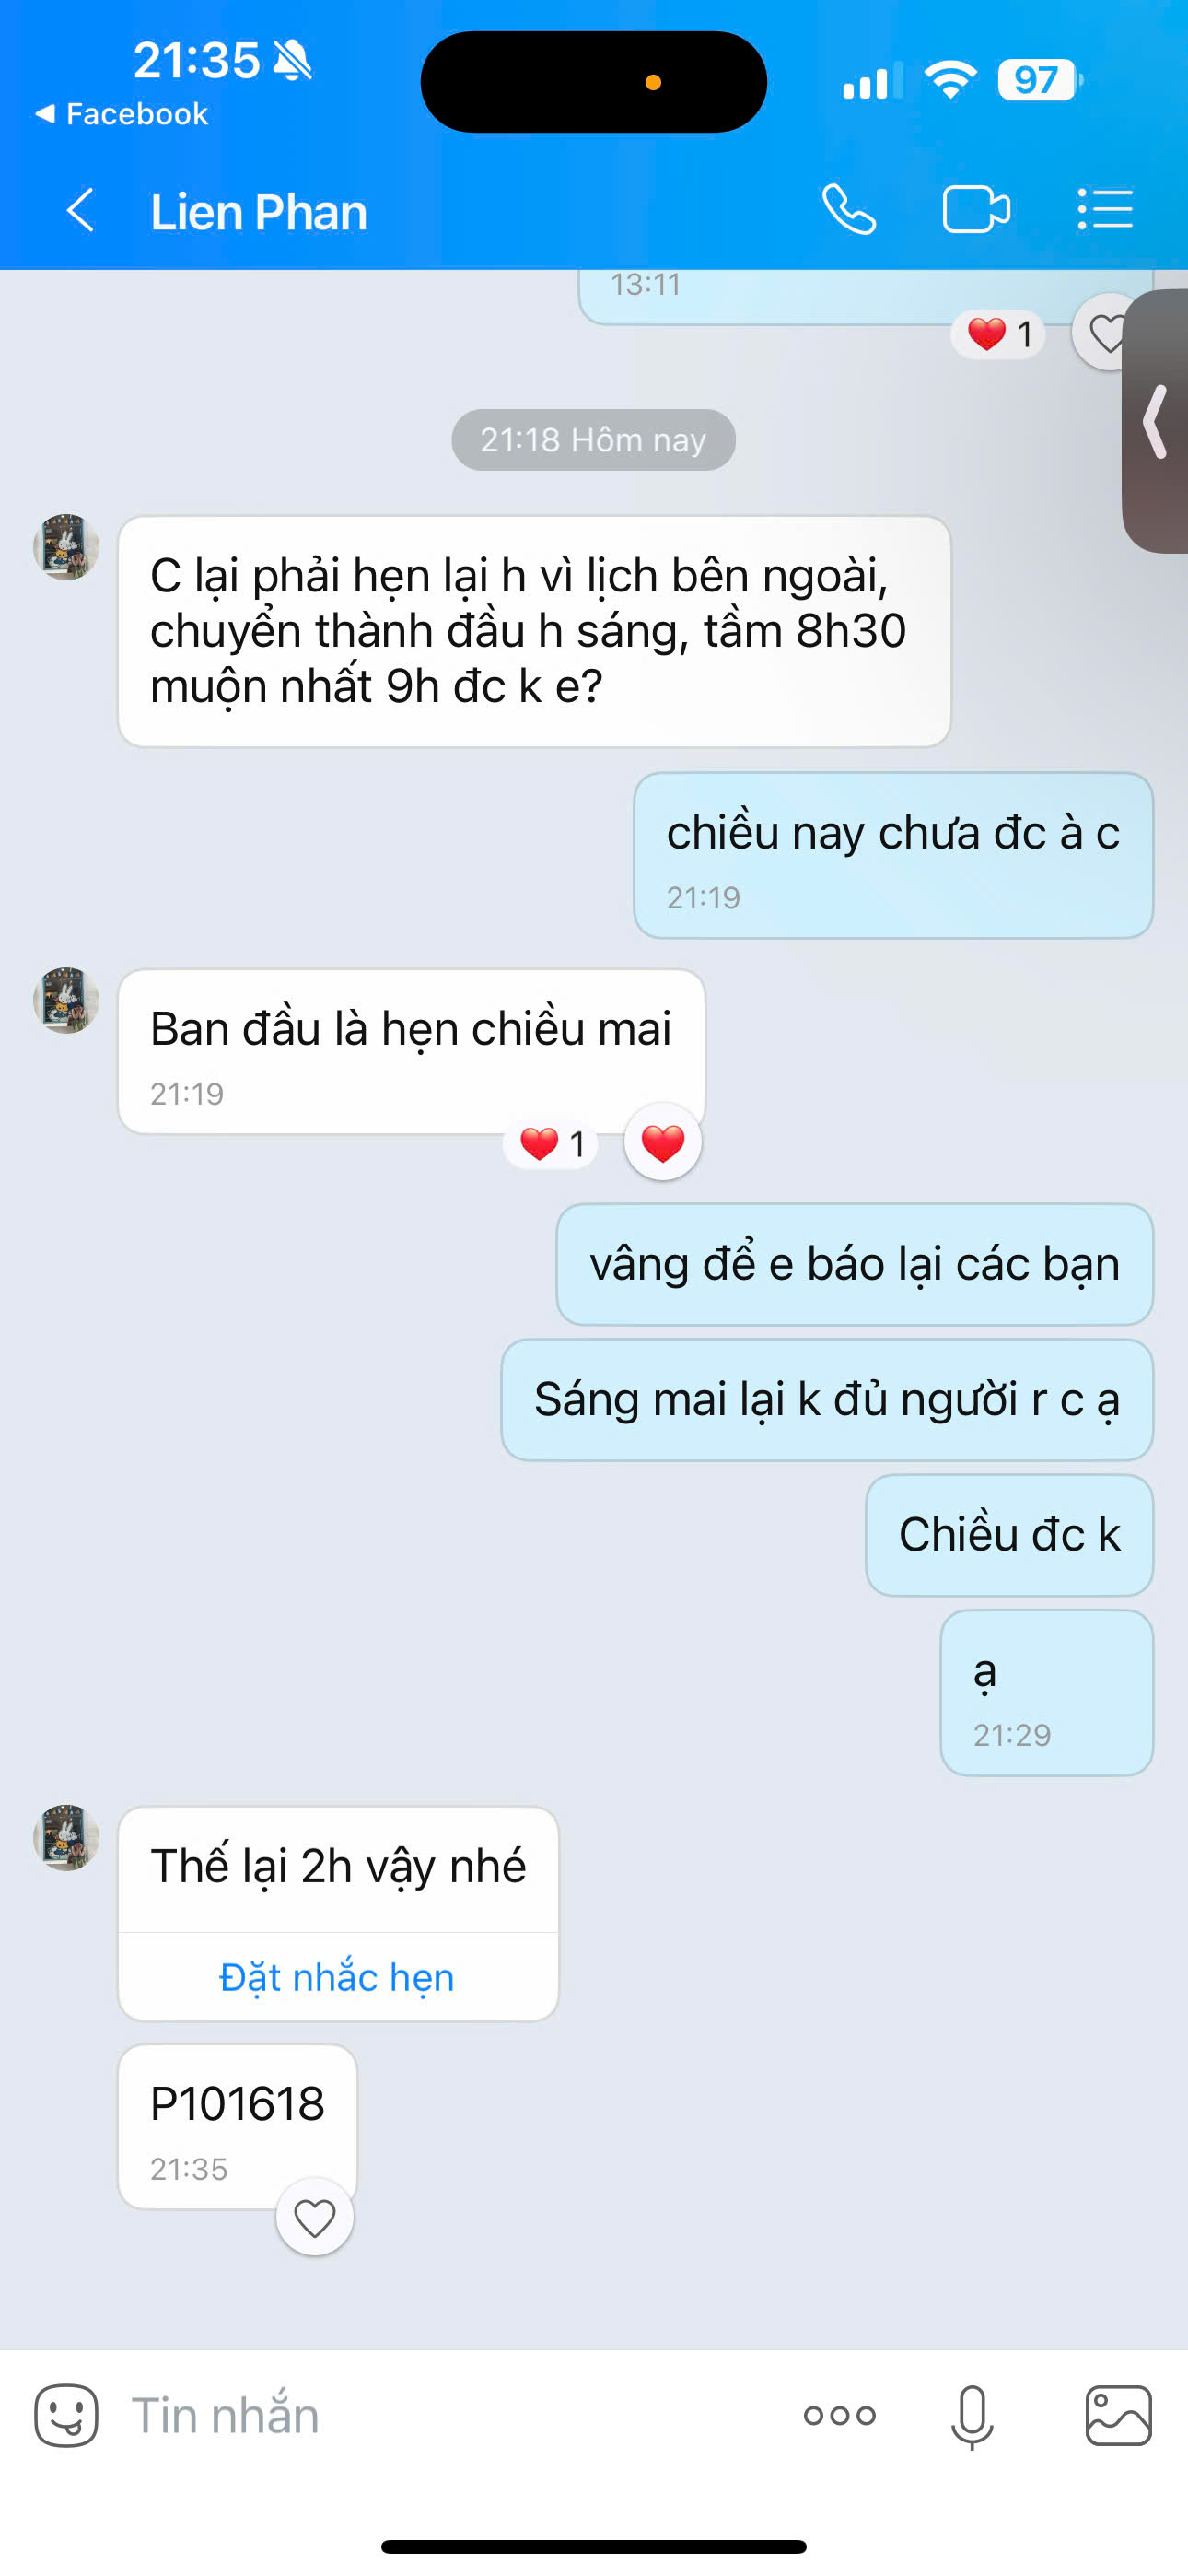 21:35
97
Facebook
Lien Phan
13:11
1
21:18 Hôm nay
C lại phải hẹn lại h vì lịch bên ngoài,
chuyển thành đầu h sáng, tầm 8h30
muộn nhất 9h đc k e?
chiều nay chưa đc à c
21:19
Ban đầu là hẹn chiều mai
21:19
1
vâng để e báo lại các bạn
Sáng mai lại k đủ người r c ạ
Chiều đc k
ạ
21:29
Thế lại 2h vậy nhé
Đặt nhắc hẹn
P101618
21:35
Tin nhắn